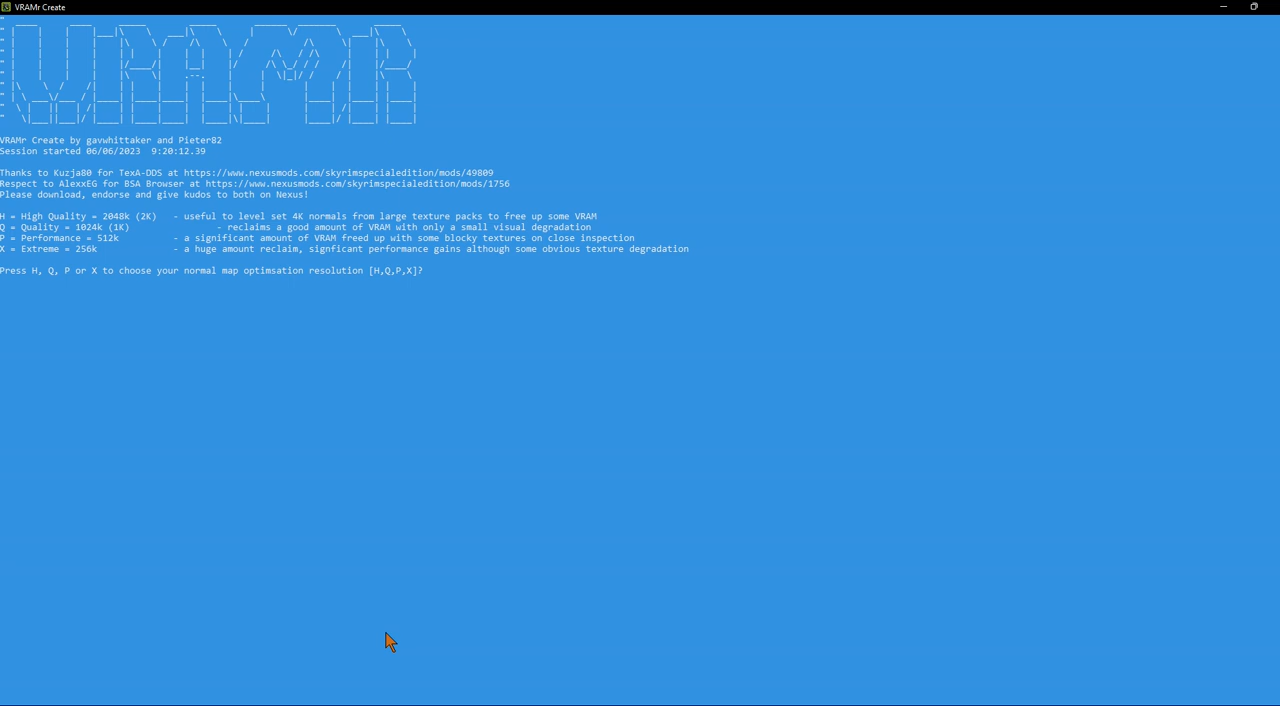 VRAMr Create
VRAMr Create by gavwhittaker and Pieter82
Session started 06/06/2023  9:20:12.39
Thanks to Kuzja80 for TexA-DDS at https://www.nexusmods.com/skyrimspecialedition/mods/49809
Respect to AlexxEG for BSA Browser at https://www.nexusmods.com/skyrimspecialedition/mods/1756
Please download, endorse and give kudos to both on Nexus!
H = High Quality = 2048k (2K)   - useful to level set 4K normals from large texture packs to free up some VRAM
Q = Quality = 1024k (1K)                - reclaims a good amount of VRAM with only a small visual degradation
P = Performance = 512k          - a significant amount of VRAM freed up with some blocky textures on close inspection
X = Extreme = 256k              - a huge amount reclaim, signficant performance gains although some obvious texture degradation
Press H, Q, P or X to choose your normal map optimsation resolution [H,Q,P,X]?